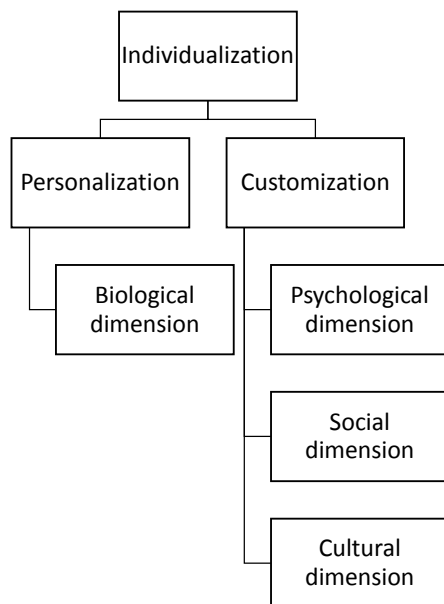 Individualization
Personalization
Customization
Biological
dimension
Psychological
dimension
Social
dimension
Cultural
dimension